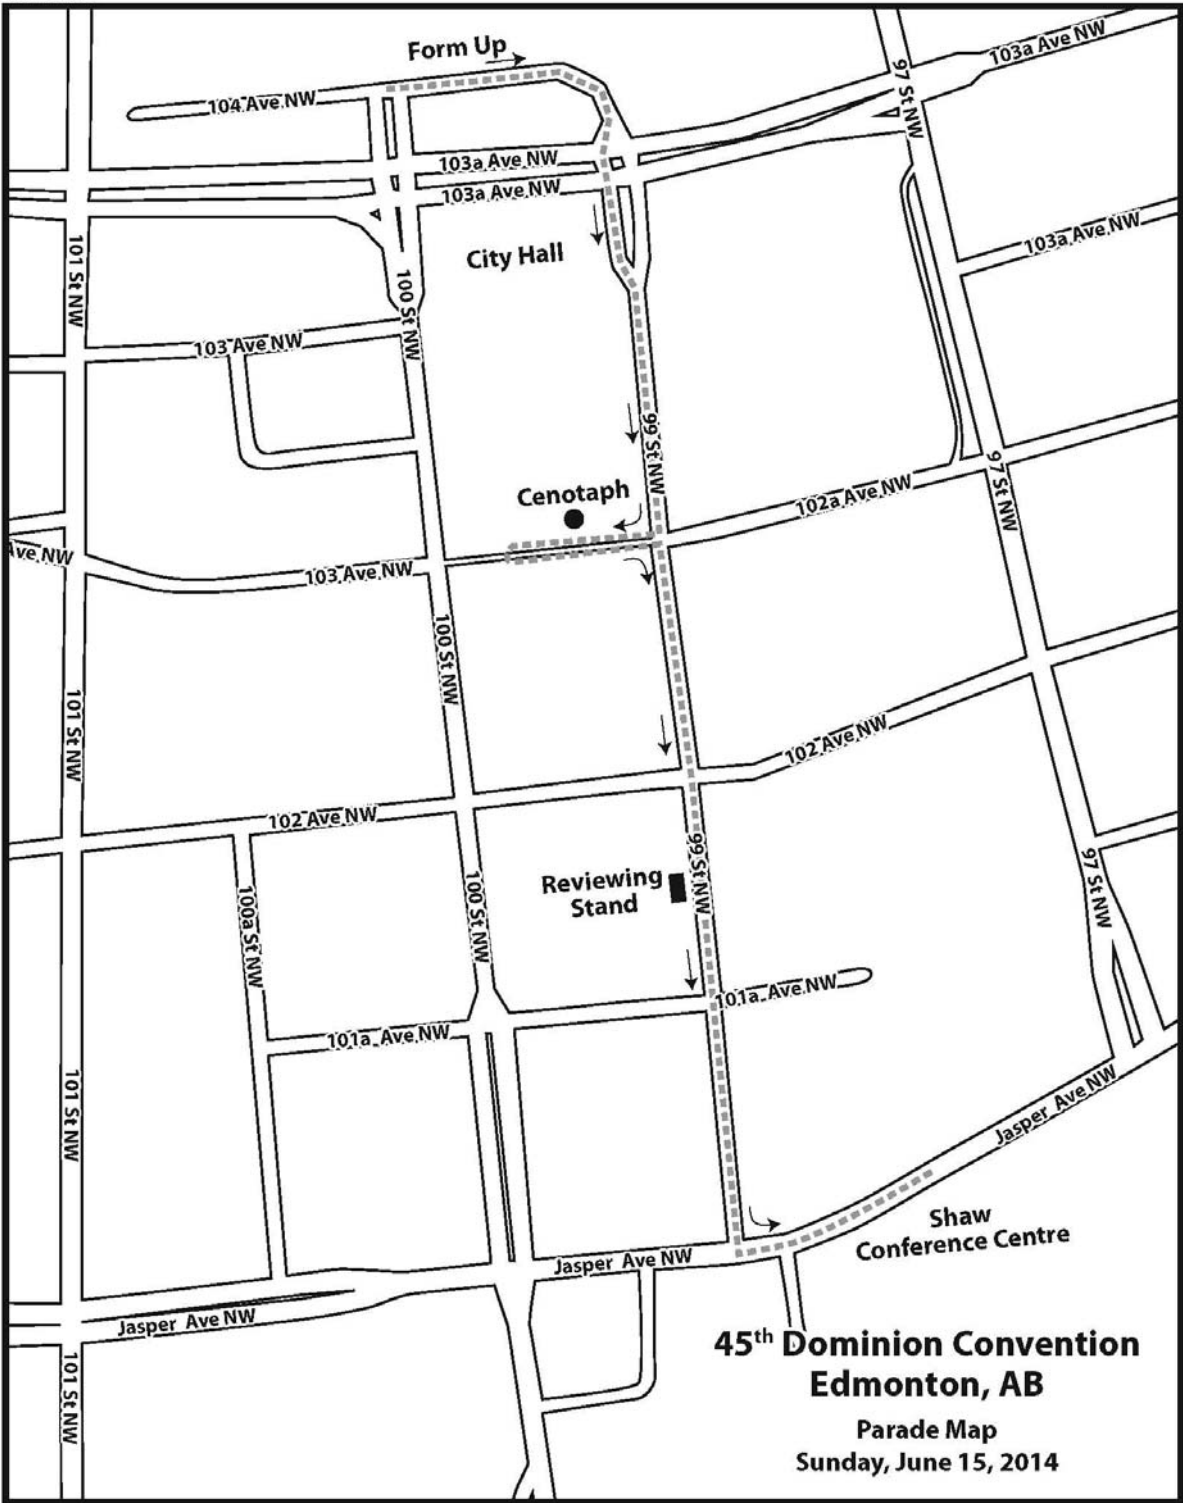 Form Up
103a Ave NW
97 St NW
104 Ave NW
103a Ave NW
103a Ave NW
103a Ave NW
City Hall
101 St NW
100 St NW
103 Ave NW
99 St NW
Cenotaph
102a Ave NW
97 St NW
Ave NW
103 Ave NW
100 St NW
101 St NW
102 Ave NW
102 Ave NW
99 St NW
97 St NW
Reviewing
Stand
100 St NW
100a St NW
101a Ave NW
101a Ave NW
101 St NW
Jasper Ave NW
Shaw
Conference Centre
Jasper Ave NW
Jasper Ave NW
101 St NW
45th Dominion Convention
Edmonton, AB
Parade Map
Sunday, June 15, 2014